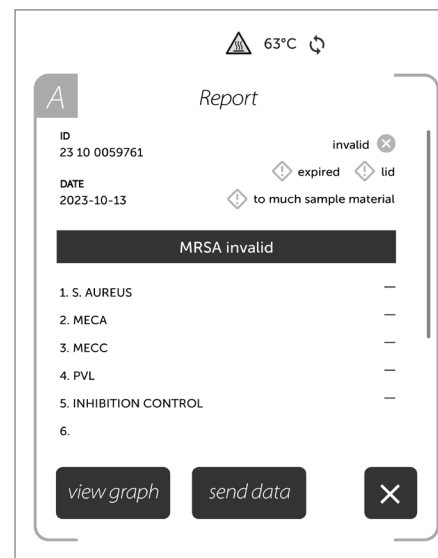 63°C
A
Report
ID
23 10 0059761
invalid
expired lid
DATE
2023-10-13
to much sample material
MRSA invalid
1. S. AUREUS —
2. MECA —
3. MECC —
4. PVL —
5. INHIBITION CONTROL —
6.
view graph send data